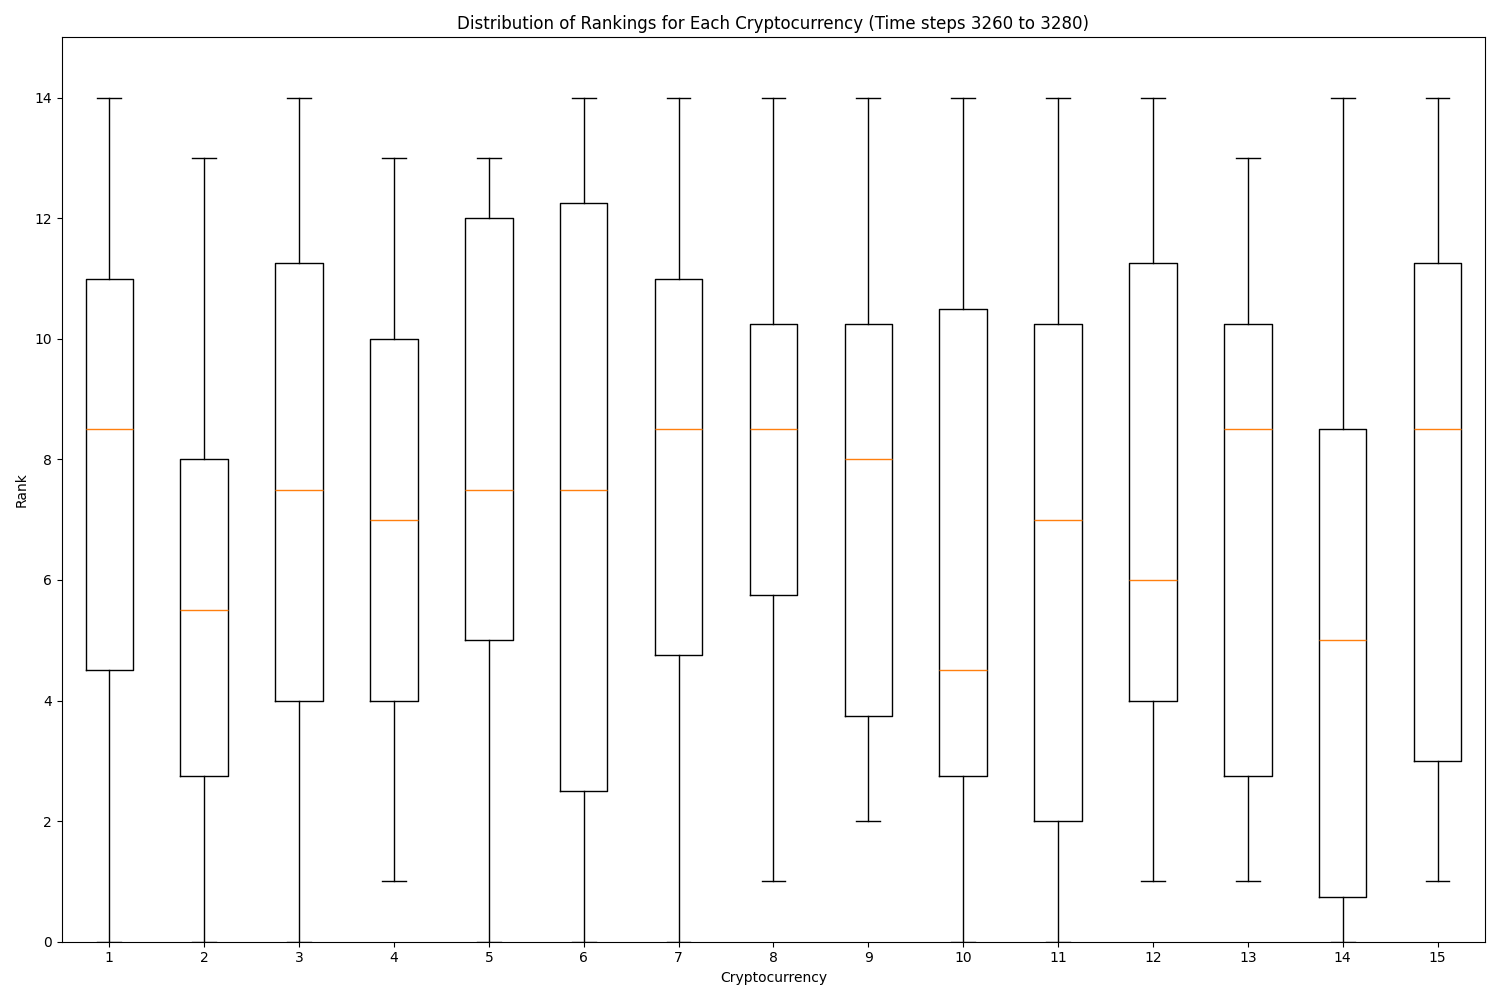 Distribution of Rankings for Each Cryptocurrency (Time steps 3260 to 3280)
Rank
14
12
10
8
6
4
2
0
1 2 3 4 5 6 7 8 9 10 11 12 13 14 15
Cryptocurrency